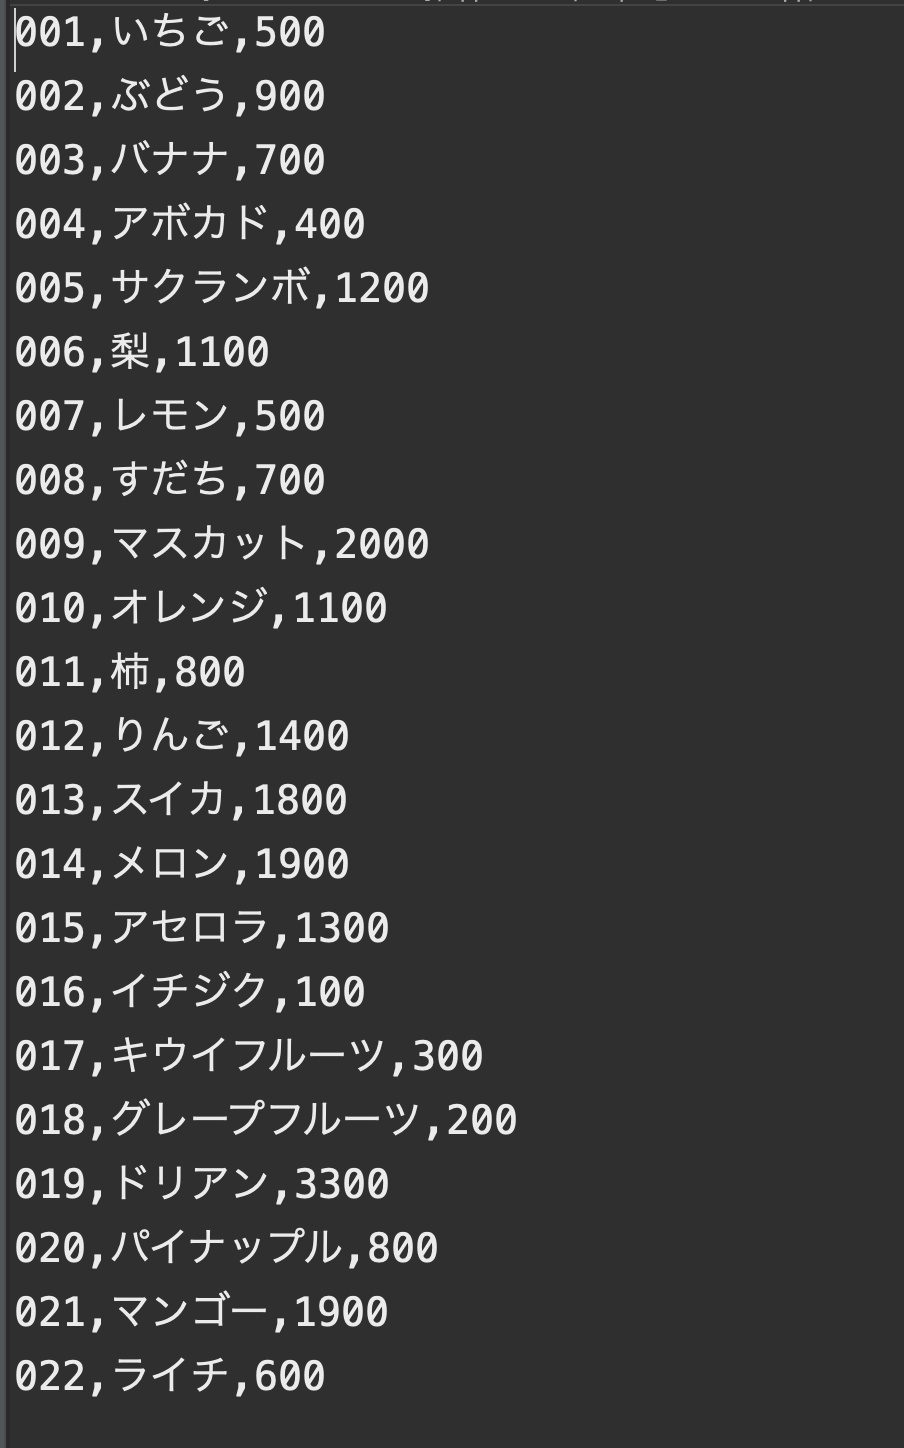 001,いちご,500
002,ぶどう,900
003,バナナ,700
004,アボカド,400
005,サクランボ,1200
006,梨,1100
007,レモン,500
008,すだち,700
009,マスカット,2000
010,オレンジ,1100
011,柿,800
012,りんご,1400
013,スイカ,1800
014,メロン,1900
015,アセロラ,1300
016,イチジク,100
017,キウイフルーツ,300
018,グレープフルーツ,200
019,ドリアン,3300
020,パイナップル,800
021,マンゴー,1900
022,ライチ,600